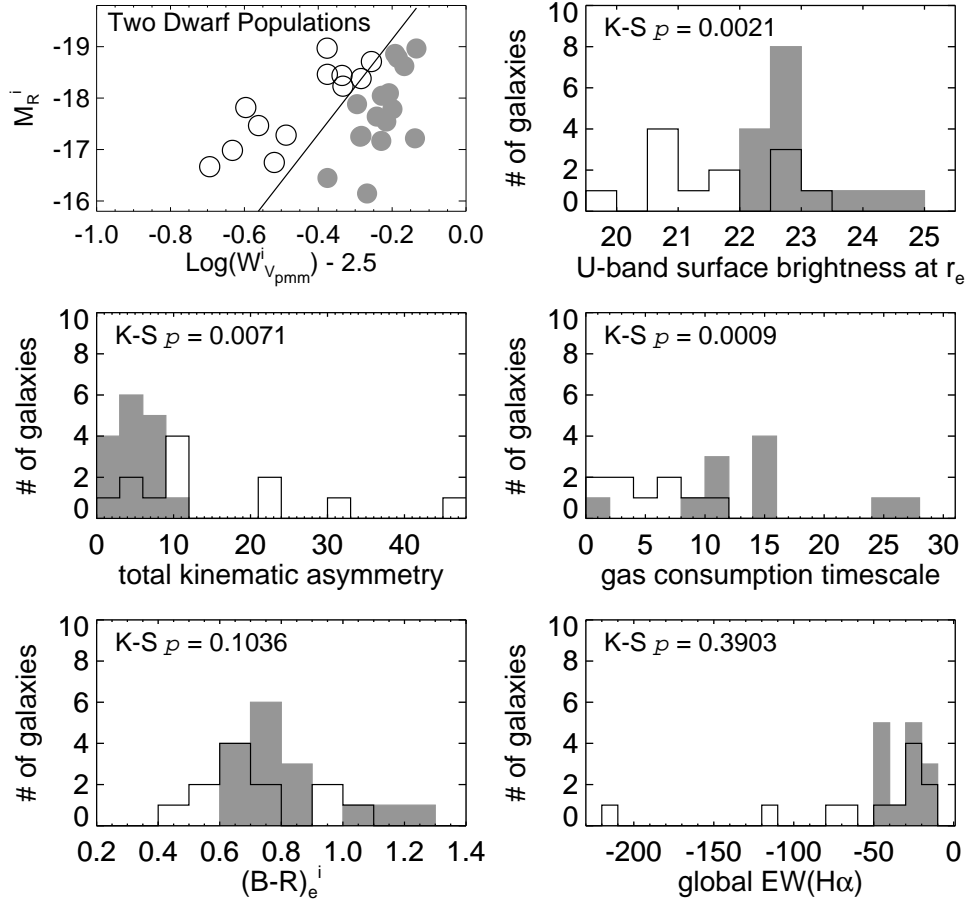 Two Dwarf Populations
-19
-18
-17
-16
M_R^i
-1.0 -0.8 -0.6 -0.4 -0.2 0.0
Log(W^i_{V_{pmm}}) - 2.5
K-S p = 0.0021
10
8
6
4
2
0
# of galaxies
20 21 22 23 24 25
U-band surface brightness at r_e
K-S p = 0.0071
10
8
6
4
2
0
# of galaxies
0 10 20 30 40
total kinematic asymmetry
K-S p = 0.0009
10
8
6
4
2
0
# of galaxies
0 5 10 15 20 25 30
gas consumption timescale
K-S p = 0.1036
10
8
6
4
2
0
# of galaxies
0.2 0.4 0.6 0.8 1.0 1.2 1.4
(B-R)_e^i
K-S p = 0.3903
10
8
6
4
2
0
# of galaxies
-200 -150 -100 -50 0
global EW(Hα)